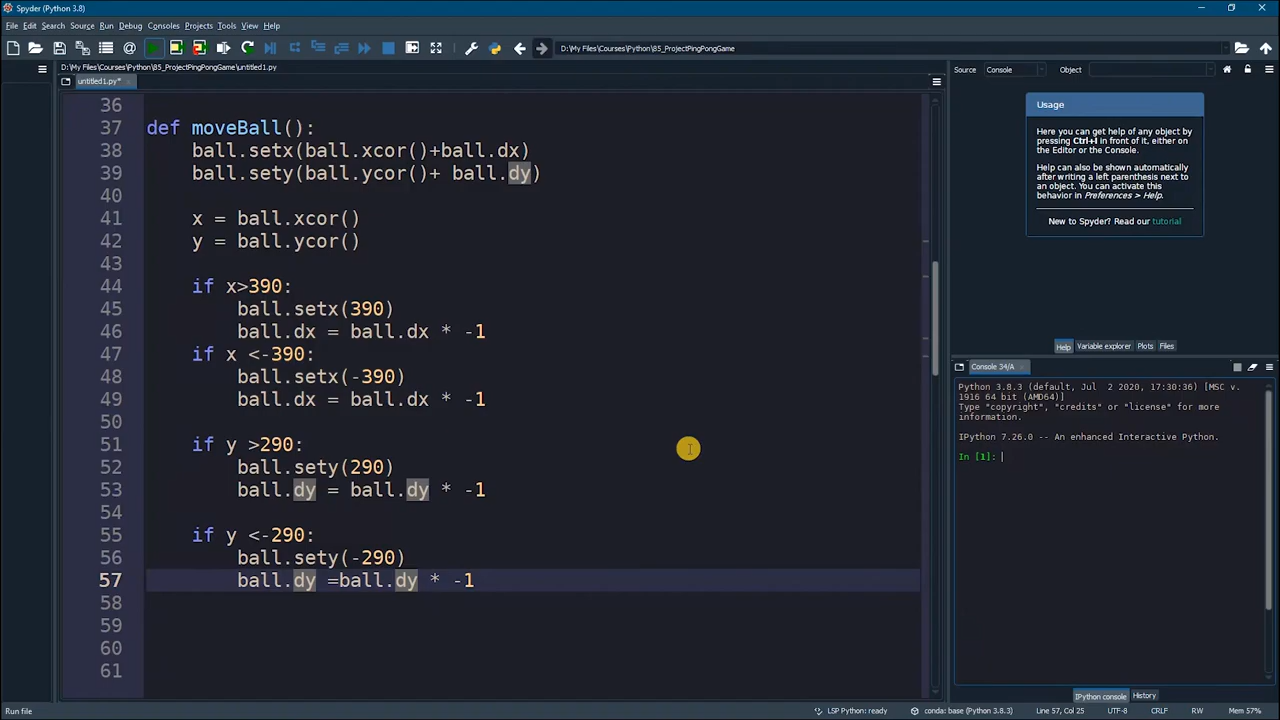 Spyder (Python 3.8)
File Edit Search Source Run Debug Consoles Projects Tools View Help
D:\My Files\Courses\Python\85_ProjectPingPongGame
D:\My Files\Courses\Python\85_ProjectPingPongGame\untitled1.py
untitled1.py*
36
37 def moveBall():
38 ball.setx(ball.xcor()+ball.dx)
39 ball.sety(ball.ycor()+ ball.dy)
40
41 x = ball.xcor()
42 y = ball.ycor()
43
44 if x>390:
45 ball.setx(390)
46 ball.dx = ball.dx * -1
47 if x <-390:
48 ball.setx(-390)
49 ball.dx = ball.dx * -1
50
51 if y >290:
52 ball.sety(290)
53 ball.dy = ball.dy * -1
54
55 if y <-290:
56 ball.sety(-290)
57 ball.dy =ball.dy * -1
58
59
60
61
Source Console Object
Usage
Here you can get help of any object by
pressing Ctrl+I in front of it, either on
the Editor or the Console.
Help can also be shown automatically
after writing a left parenthesis next to
an object. You can activate this
behavior in Preferences > Help.
New to Spyder? Read our tutorial
Help Variable explorer Plots Files
Console 34/A
Python 3.8.3 (default, Jul 2 2020, 17:30:36) [MSC v.
1916 64 bit (AMD64)]
Type "copyright", "credits" or "license" for more
information.
IPython 7.26.0 -- An enhanced Interactive Python.
In [1]:
IPython console History
Run file LSP Python: ready conda: base (Python 3.8.3) Line 57, Col 25 UTF-8 CRLF RW Mem 57%